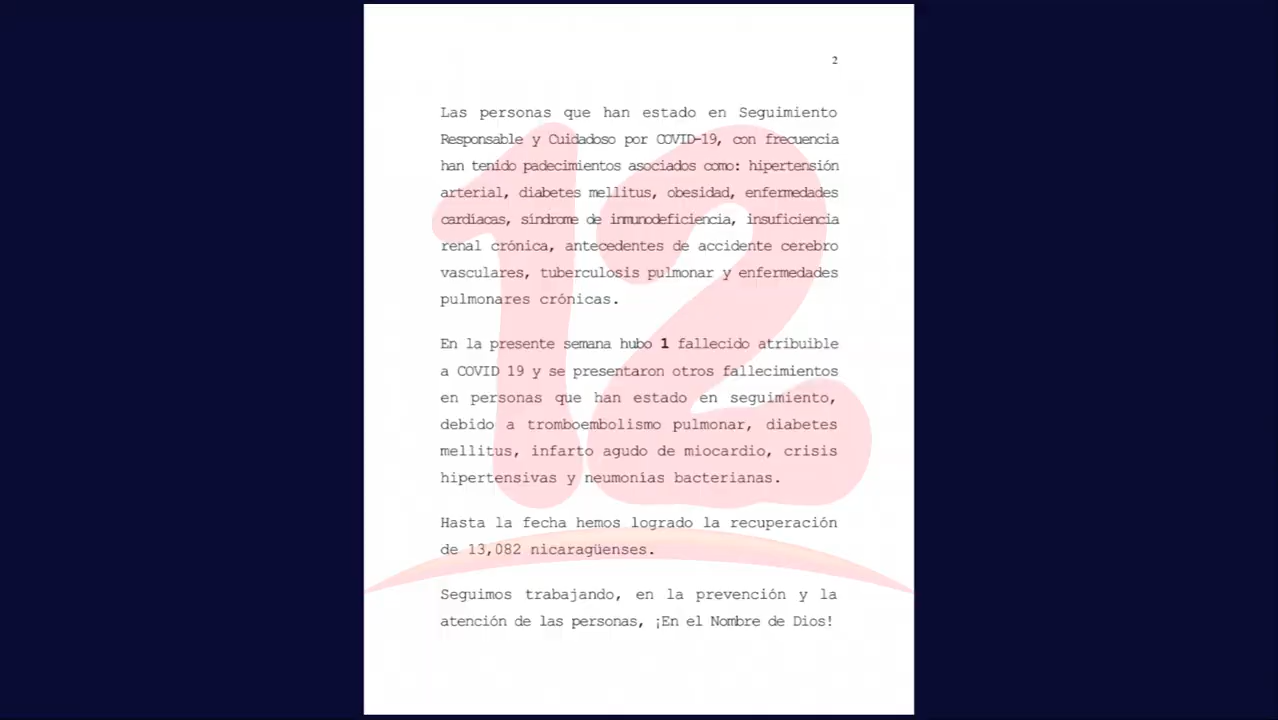 2
Las personas que han estado en Seguimiento
Responsable y Cuidadoso por COVID-19, con frecuencia
han tenido padecimientos asociados como: hipertensión
arterial, diabetes mellitus, obesidad, enfermedades
cardíacas, síndrome de inmunodeficiencia, insuficiencia
renal crónica, antecedentes de accidente cerebro
vasculares, tuberculosis pulmonar y enfermedades
pulmonares crónicas.
En la presente semana hubo 1 fallecido atribuible
a COVID 19 y se presentaron otros fallecimientos
en personas que han estado en seguimiento,
debido a tromboembolismo pulmonar, diabetes
mellitus, infarto agudo de miocardio, crisis
hipertensivas y neumonías bacterianas.
Hasta la fecha hemos logrado la recuperación
de 13,082 nicaragüenses.
Seguimos trabajando, en la prevención y la
atención de las personas, ¡En el Nombre de Dios!
12